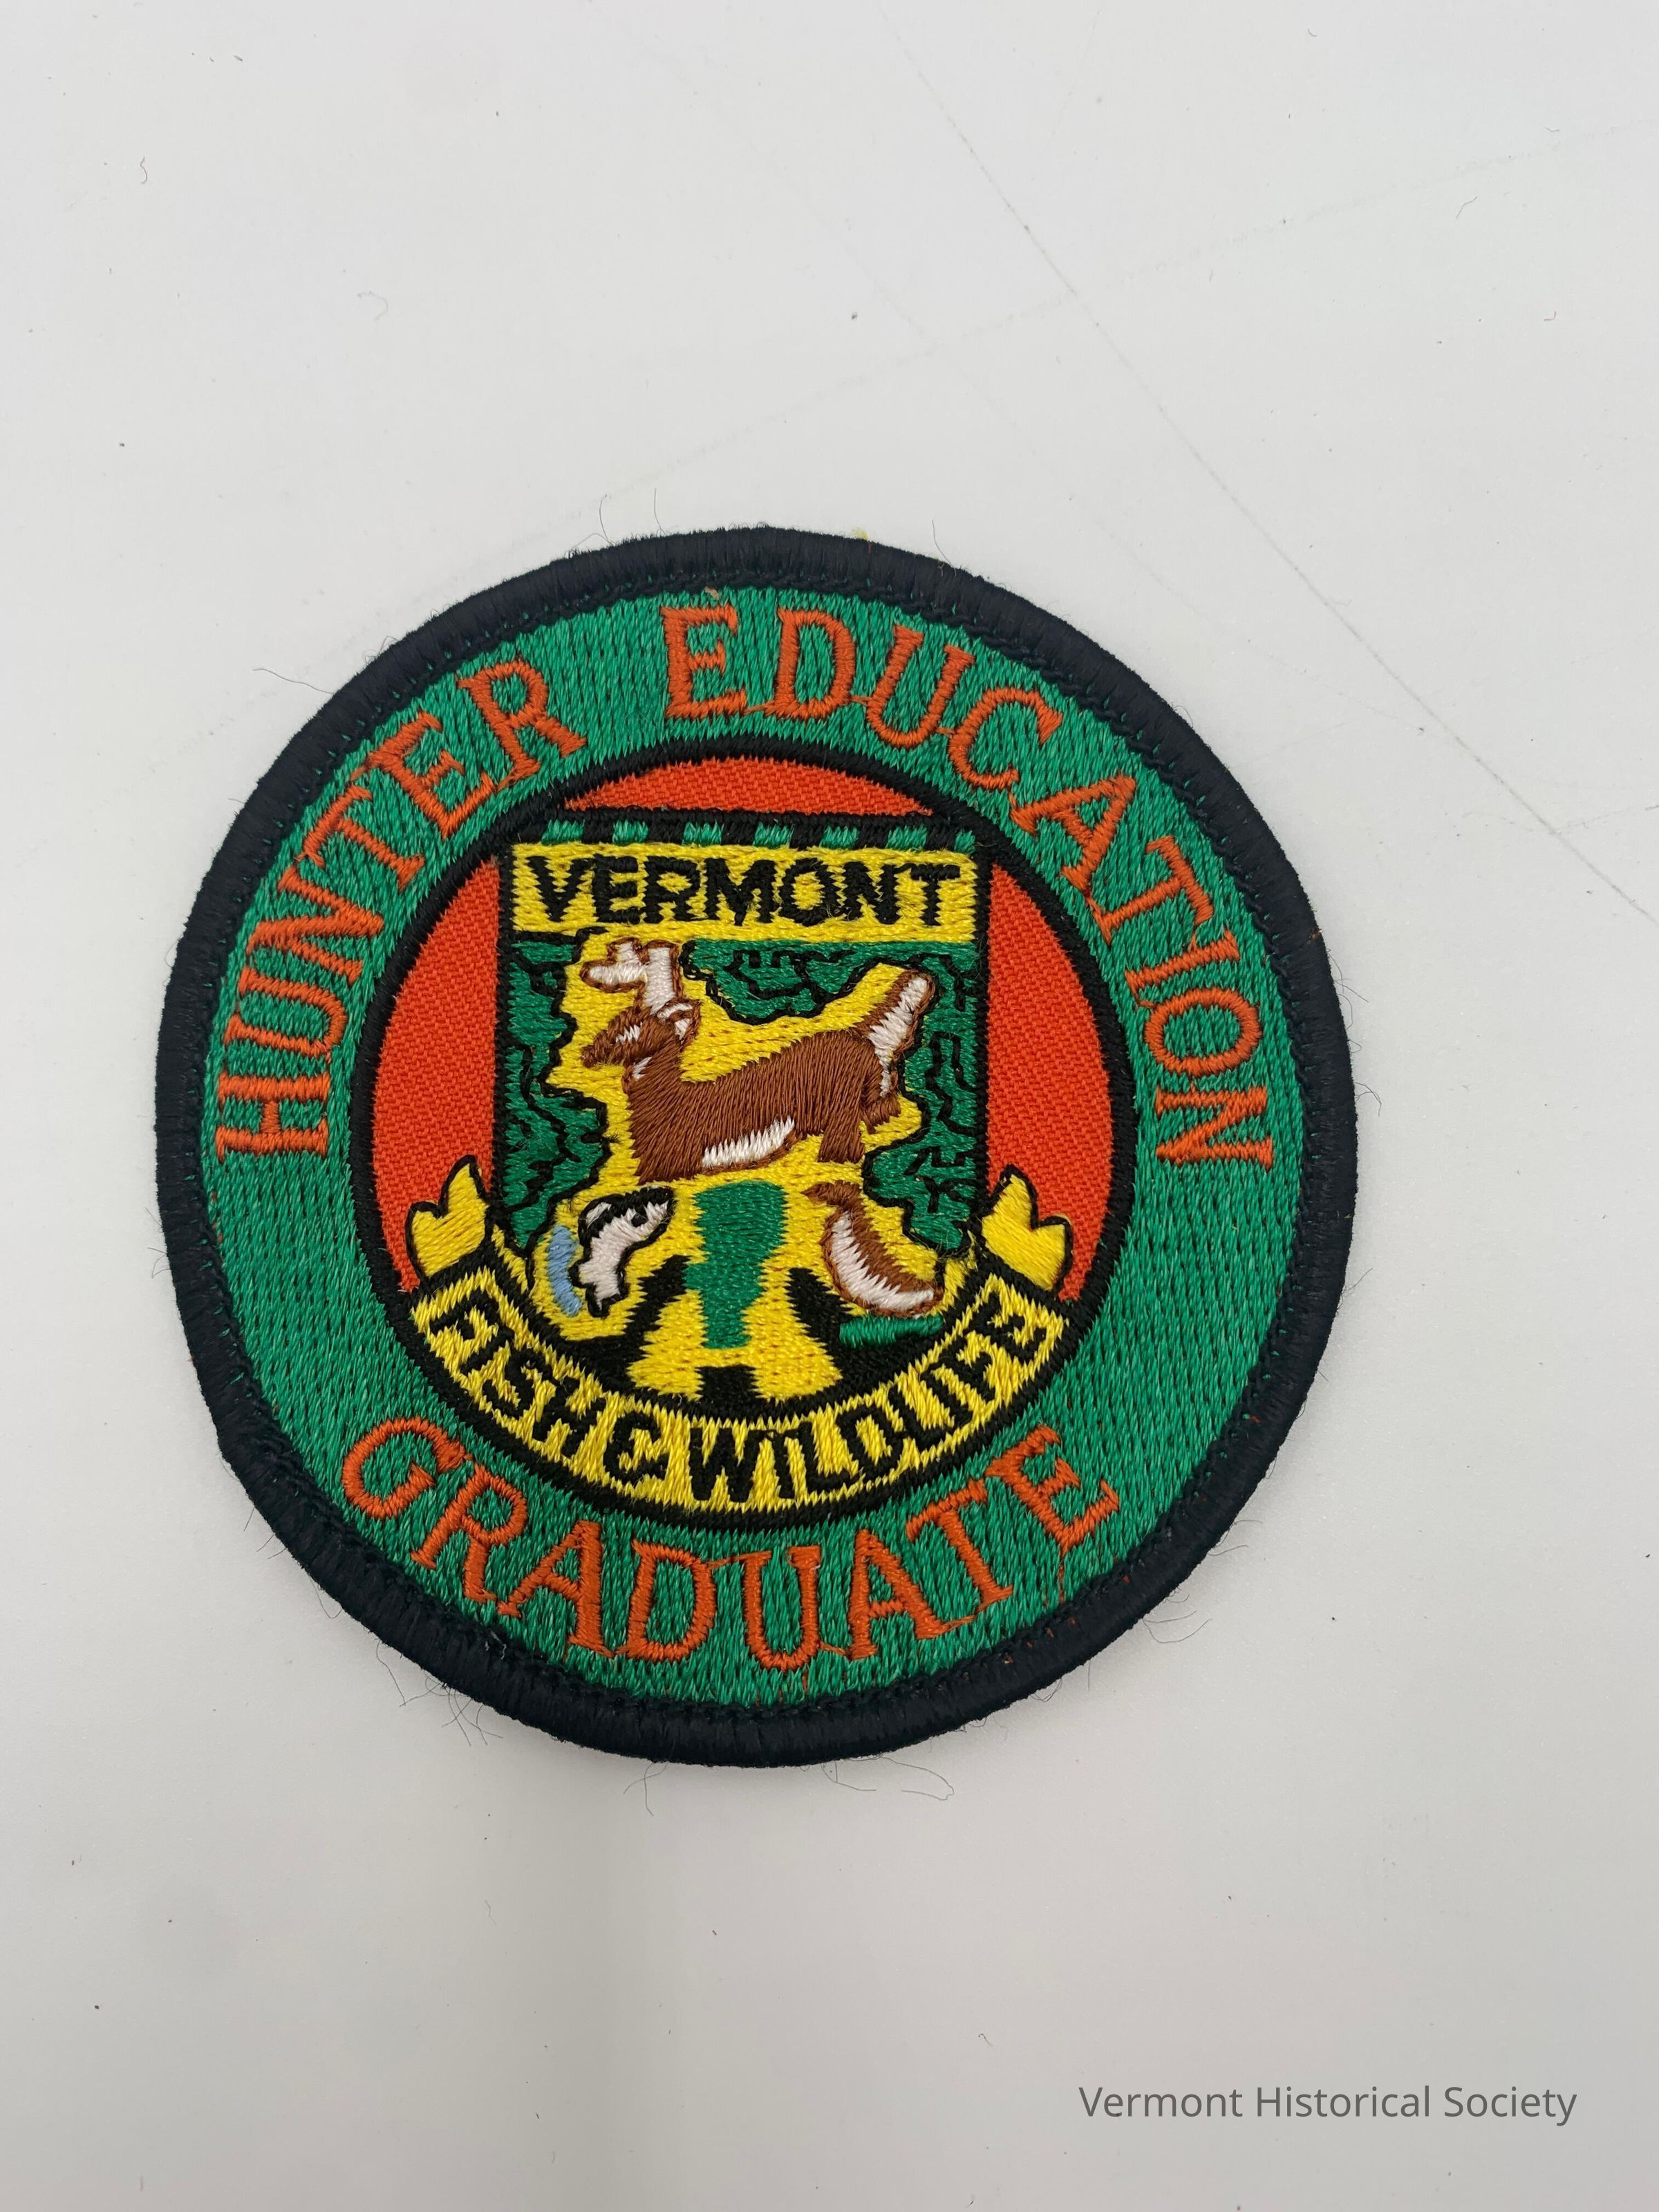 HUNTER EDUCATION
VERMONT
FISH & WILDLIFE
GRADUATE
Vermont Historical Society